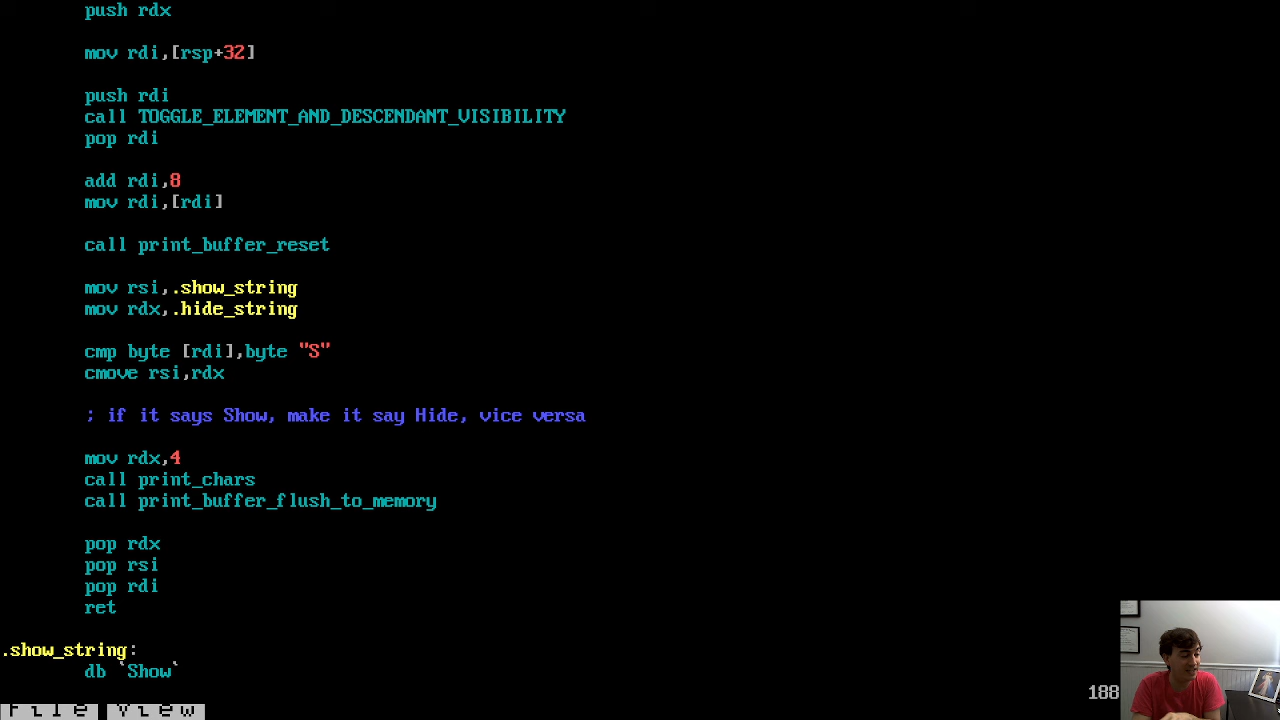 push rdx
mov rdi,[rsp+32]
push rdi
call TOGGLE_ELEMENT_AND_DESCENDANT_VISIBILITY
pop rdi
add rdi,8
mov rdi,[rdi]
call print_buffer_reset
mov rsi,.show_string
mov rdx,.hide_string
cmp byte [rdi],byte "S"
cmove rsi,rdx
; if it says Show, make it say Hide, vice versa
mov rdx,4
call print_chars
call print_buffer_flush_to_memory
pop rdx
pop rsi
pop rdi
ret
.show_string:
db `Show`
188
File View